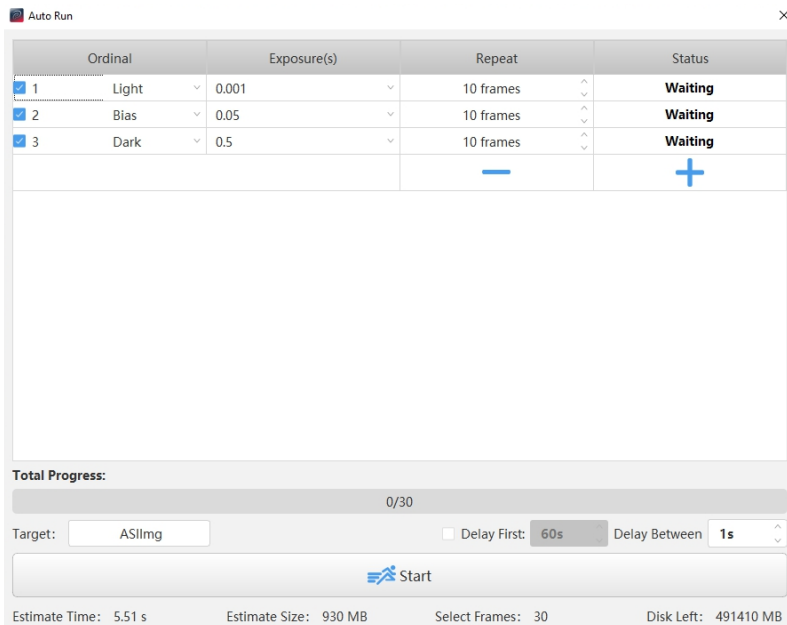 Auto Run
Ordinal Exposure(s) Repeat Status
1 Light 0.001 10 frames Waiting
2 Bias 0.05 10 frames Waiting
3 Dark 0.5 10 frames Waiting
Total Progress:
0/30
Target: ASIImg Delay First: 60s Delay Between 1s
Start
Estimate Time: 5.51 s Estimate Size: 930 MB Select Frames: 30 Disk Left: 491410 MB